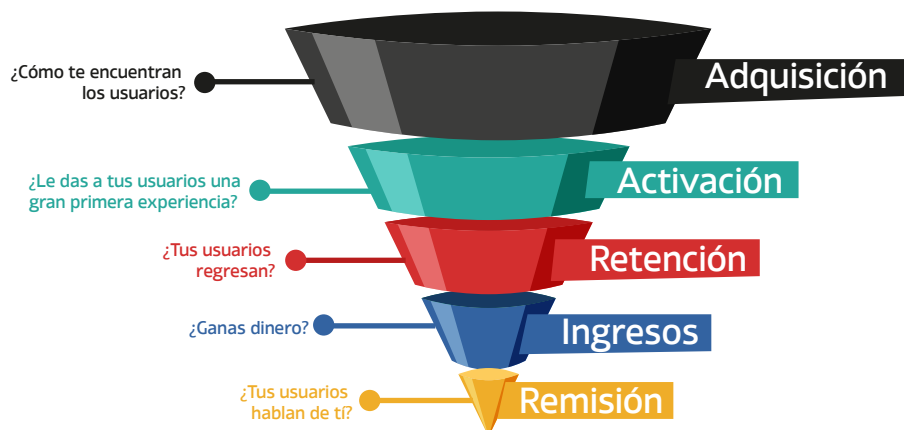 ¿Cómo te encuentran
los usuarios?
Adquisición
¿Le das a tus usuarios una
gran primera experiencia?
Activación
¿Tus usuarios
regresan?
Retención
¿Ganas dinero?
Ingresos
¿Tus usuarios
hablan de tí?
Remisión